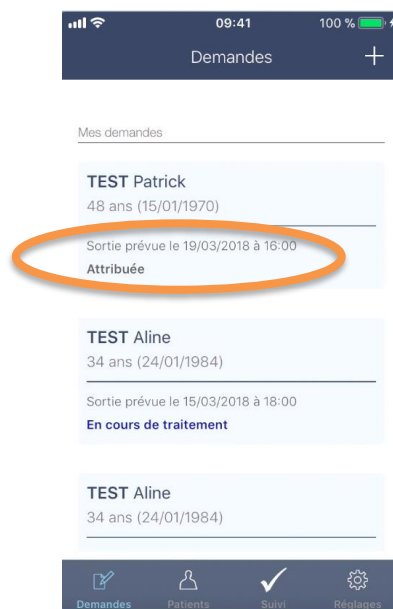 09:41
100 %
Demandes
Mes demandes
TEST Patrick
48 ans (15/01/1970)
Sortie prévue le 19/03/2018 à 16:00
Attribuée
TEST Aline
34 ans (24/01/1984)
Sortie prévue le 15/03/2018 à 18:00
En cours de traitement
TEST Aline
34 ans (24/01/1984)
Demandes
Patients
Suivi
Réglages